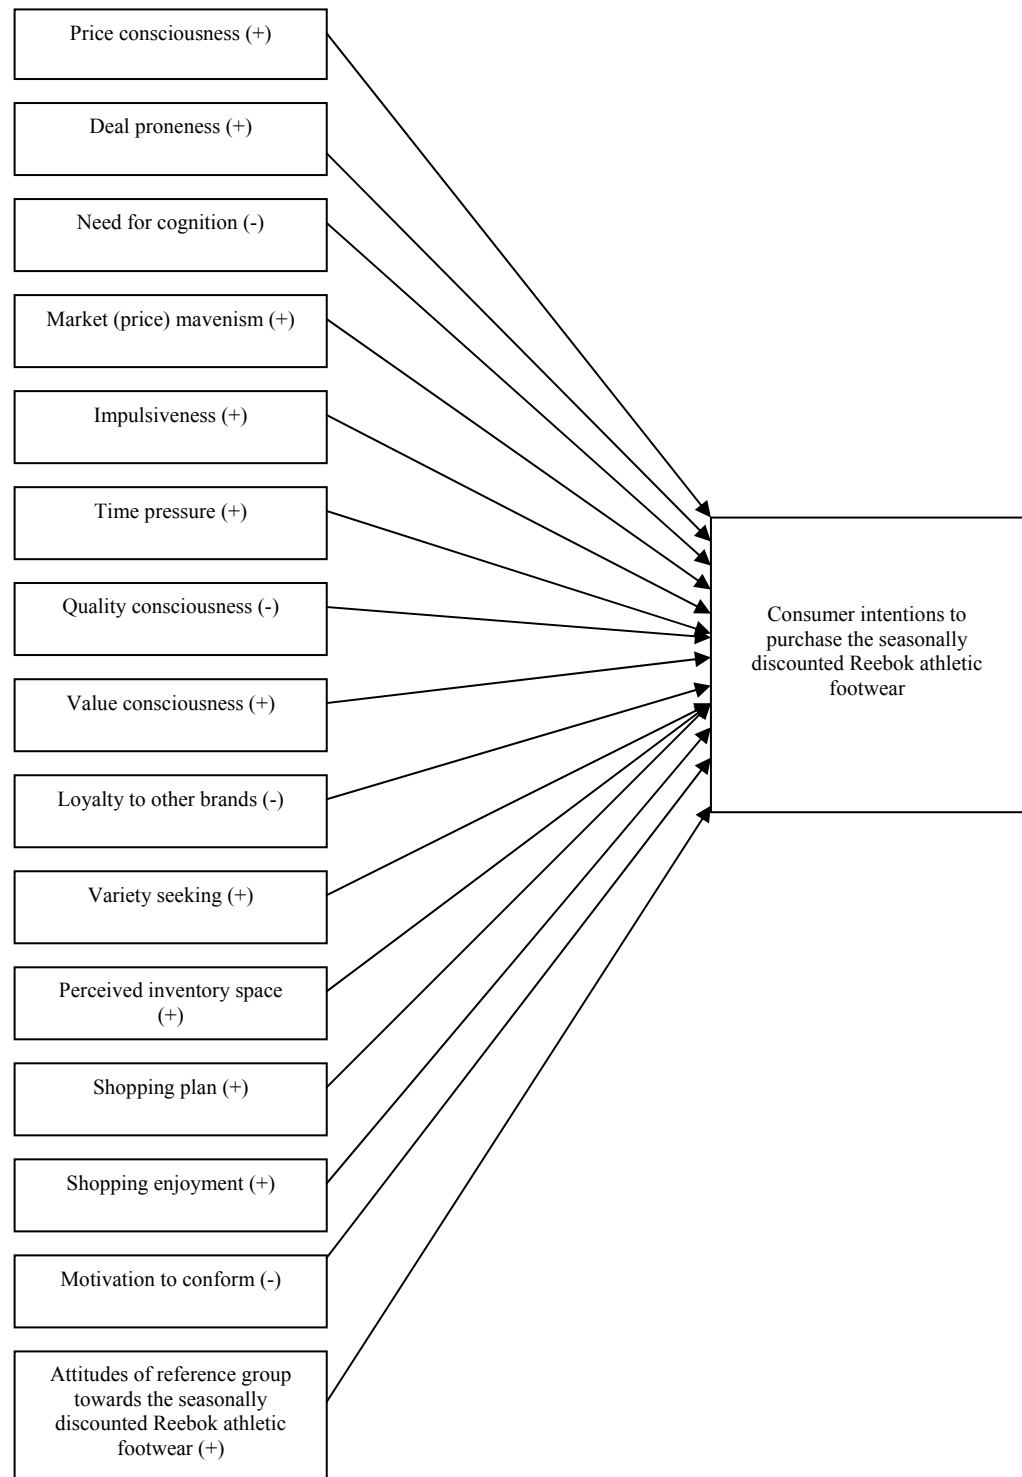 Price consciousness (+)
Deal proneness (+)
Need for cognition (-)
Market (price) mavenism (+)
Impulsiveness (+)
Time pressure (+)
Quality consciousness (-)
Value consciousness (+)
Loyalty to other brands (-)
Variety seeking (+)
Perceived inventory space
(+)
Shopping plan (+)
Shopping enjoyment (+)
Motivation to conform (-)
Attitudes of reference group
towards the seasonally
discounted Reebok athletic
footwear (+)
Consumer intentions to
purchase the seasonally
discounted Reebok athletic
footwear